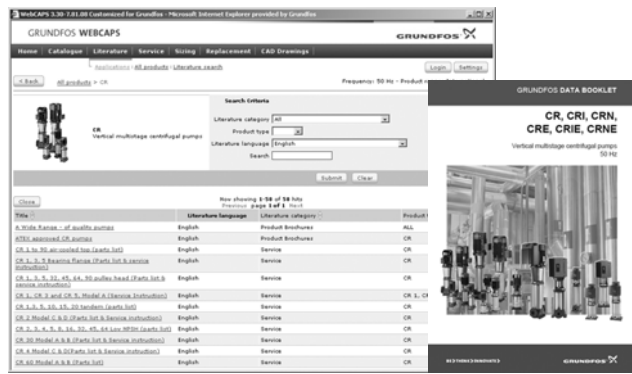 WebCAPS 3.30-7.01.08 Customized for Grundfos - Microsoft Internet Explorer provided by Grundfos
GRUNDFOS WEBCAPS
GRUNDFOS
Home Catalogue Literature Service Sizing Replacement CAD Drawings
Applications · All products · Literature search
Login Settings
< Back All products > CR
Frequency: 50 Hz - Product
Search Criteria
CR
Vertical multistage centrifugal pumps
Literature category All
Product type
Literature language English
Search
Submit Clear
Close
Now showing 1-58 of 58 hits
Previous page 1 of 1 Next
Title Literature language Literature category Product
A Wide Range - of quality pumps English Product Brochures ALL
ATEX approved CR pumps English Product Brochures CR
CR 1 to 90 air-cooled top (parts list) English Service CR
CR 1, 3, 5 Bearing flange (Parts list & service instruction) English Service CR
CR 1, 3, 5, 32, 45, 64, 90 pulley head (Parts list & service instruction) English Service CR
CR 1, CR 3 and CR 5, Model A (Service Instruction) English Service CR 1, CR
CR 1,3, 5, 10, 15, 20 tandem (parts list) English Service CR
CR 2 Model C & D (Parts list & Service instruction) English Service CR
CR 2, 3, 4, 5, 8, 16, 32, 45, 64 Low NPSH (parts list) English Service CR
CR 30 Model A & B (Parts list & Service instruction) English Service CR
CR 4 Model C & D(Parts list & Service instruction) English Service CR
CR 60 Model A & B (Parts list) English Service CR
GRUNDFOS DATA BOOKLET
CR, CRI, CRN,
CRE, CRIE, CRNE
Vertical multistage centrifugal pumps
50 Hz
BE > THINK > INNOVATE >
GRUNDFOS